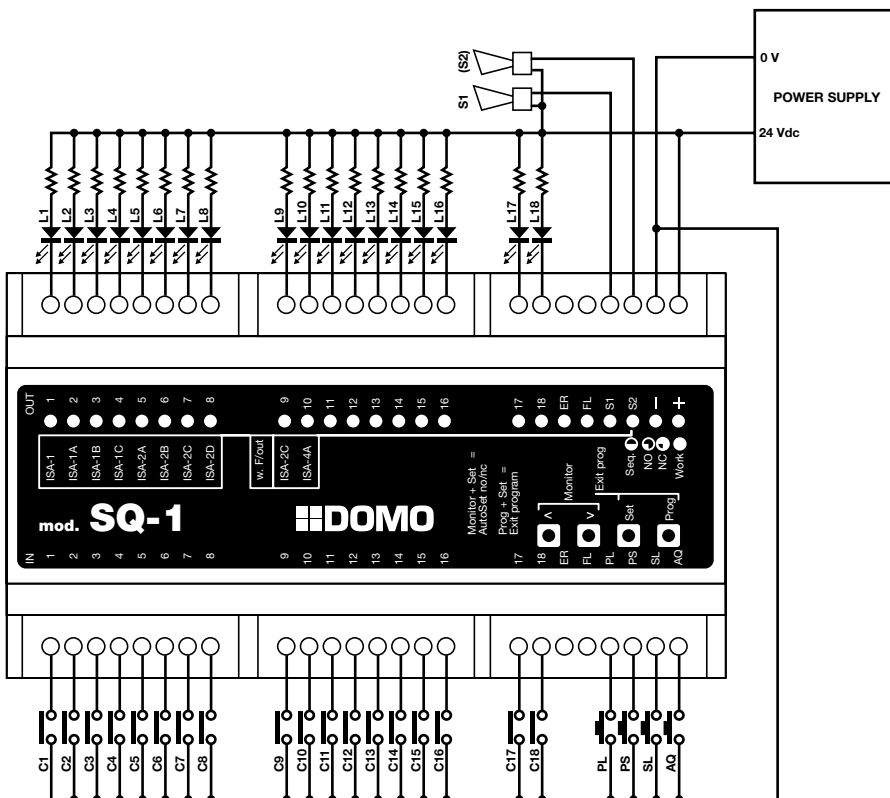 0 V
POWER SUPPLY
24 Vdc
(S2)
S1
L1 L2 L3 L4 L5 L6 L7 L8 L9 L10 L11 L12 L13 L14 L15 L16 L17 L18
OUT 1 2 3 4 5 6 7 8 9 10 11 12 13 14 15 16 17 18 ER FL S1 S2 – +
ISA-1 ISA-1A ISA-1B ISA-1C ISA-2A ISA-2B ISA-2C ISA-2D w. F/out ISA-2C ISA-4A
Seq. NO NC Work
mod. SQ-1
DOMO
Monitor + Set =
AutoSet no/nc
Prog + Set =
Exit program
Monitor
Exit prog
< > Set Prog
IN 1 2 3 4 5 6 7 8 9 10 11 12 13 14 15 16 17 18 ER FL PL PS SL AQ
C1 C2 C3 C4 C5 C6 C7 C8 C9 C10 C11 C12 C13 C14 C15 C16 C17 C18 PL PS SL AQ